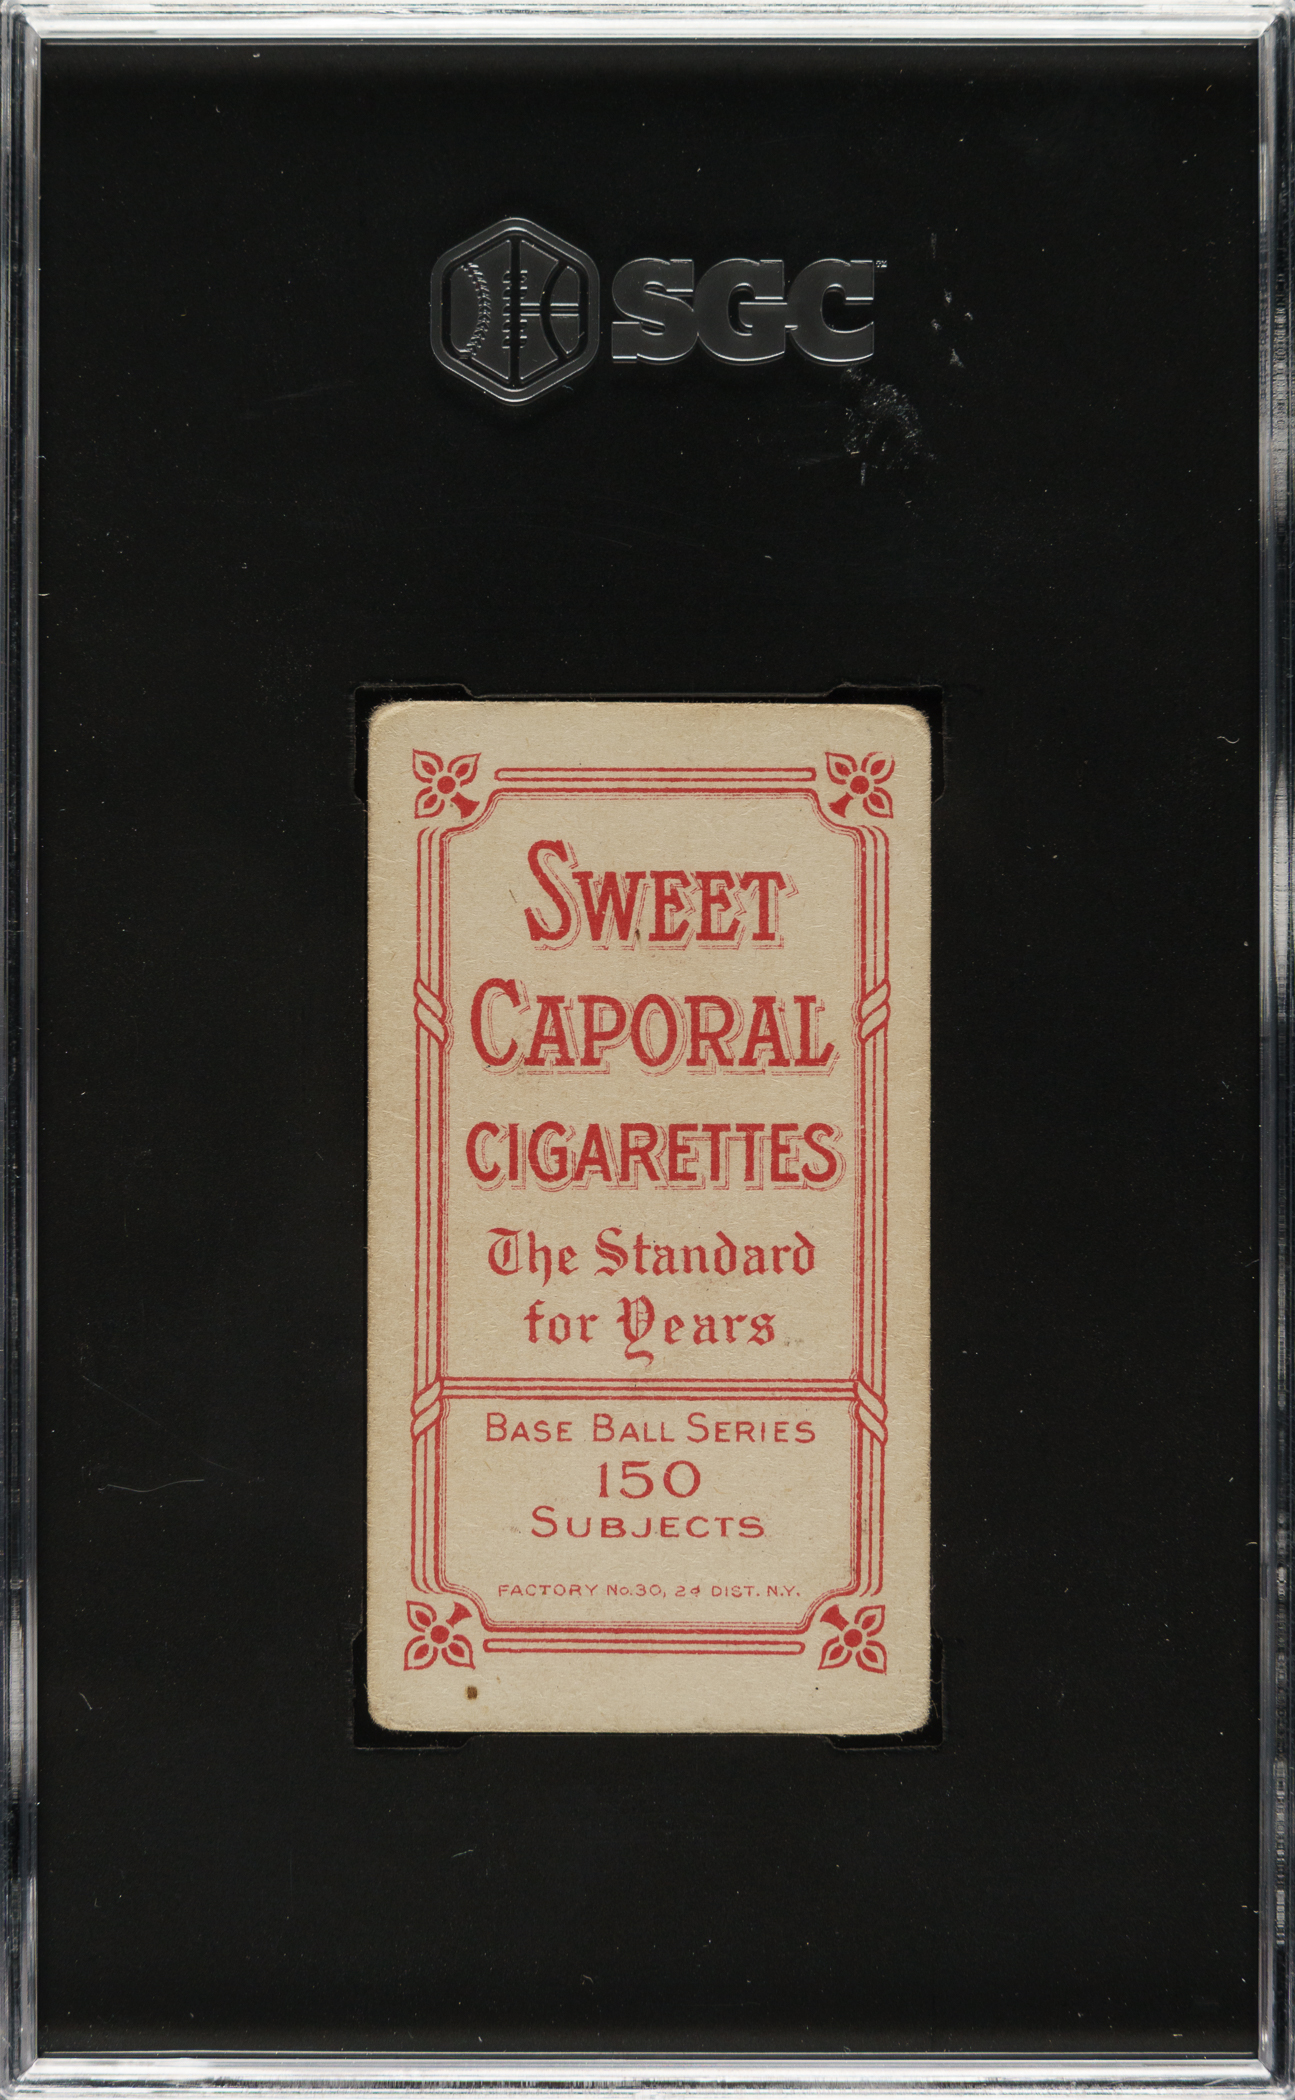 SGC
SWEET
CAPORAL
CIGARETTES
The Standard
for Years
BASE BALL SERIES
150
SUBJECTS
FACTORY No. 30, 2d DIST. N.Y.